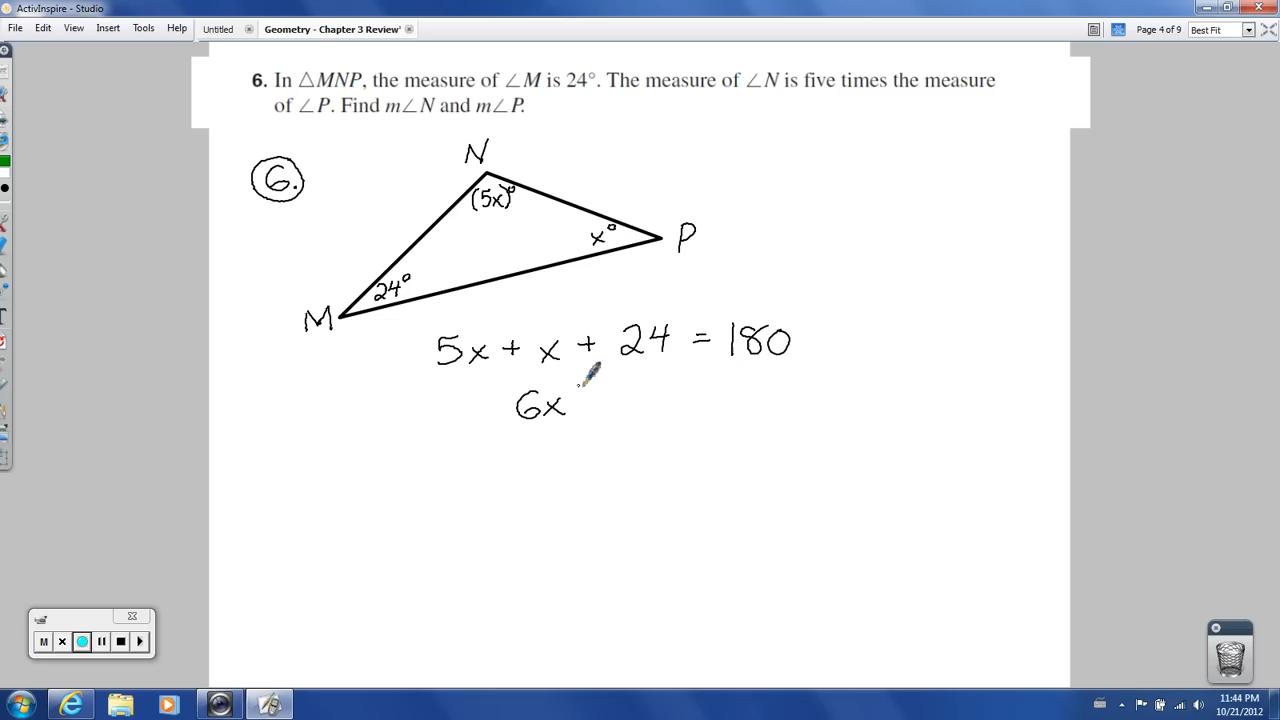 ActivInspire - Studio
File Edit View Insert Tools Help Untitled Geometry - Chapter 3 Review* Page 4 of 9 Best Fit
6. In △MNP, the measure of ∠M is 24°. The measure of ∠N is five times the measure
of ∠P. Find m∠N and m∠P.
6.
N
(5x)°
x°
P
24°
M
5x + x + 24 = 180
6x
M
11:44 PM
10/21/2012